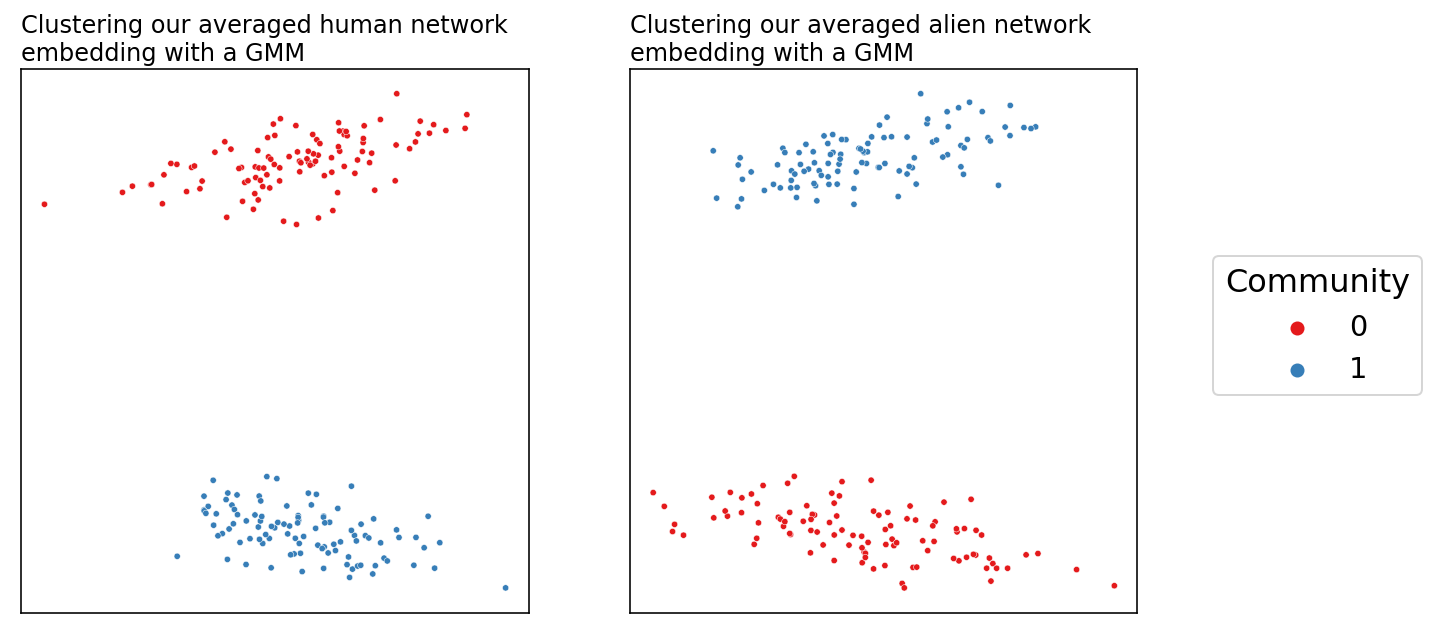 Clustering our averaged human network
embedding with a GMM
Clustering our averaged alien network
embedding with a GMM
Community
0
1